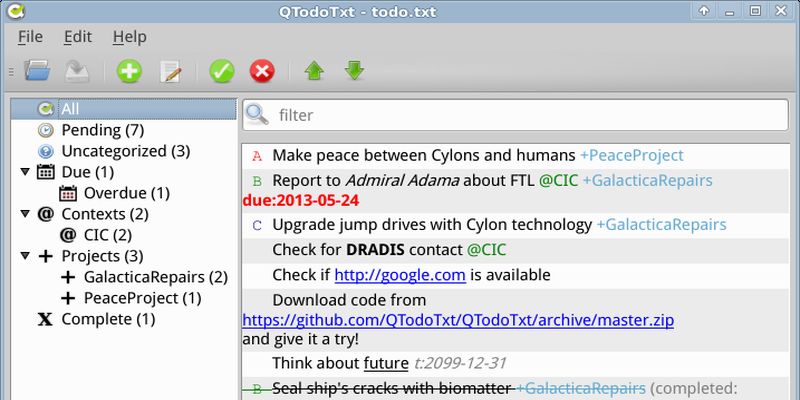 QTodoTxt - todo.txt
File Edit Help
All
Pending (7)
Uncategorized (3)
Due (1)
Overdue (1)
Contexts (2)
@ CIC (2)
Projects (3)
GalacticaRepairs (2)
PeaceProject (1)
X Complete (1)
filter
A Make peace between Cylons and humans +PeaceProject
B Report to Admiral Adama about FTL @CIC +GalacticaRepairs
due:2013-05-24
C Upgrade jump drives with Cylon technology +GalacticaRepairs
Check for DRADIS contact @CIC
Check if http://google.com is available
Download code from
https://github.com/QTodoTxt/QTodoTxt/archive/master.zip
and give it a try!
Think about future t:2099-12-31
B Seal ship's cracks with biomatter +GalacticaRepairs (completed: